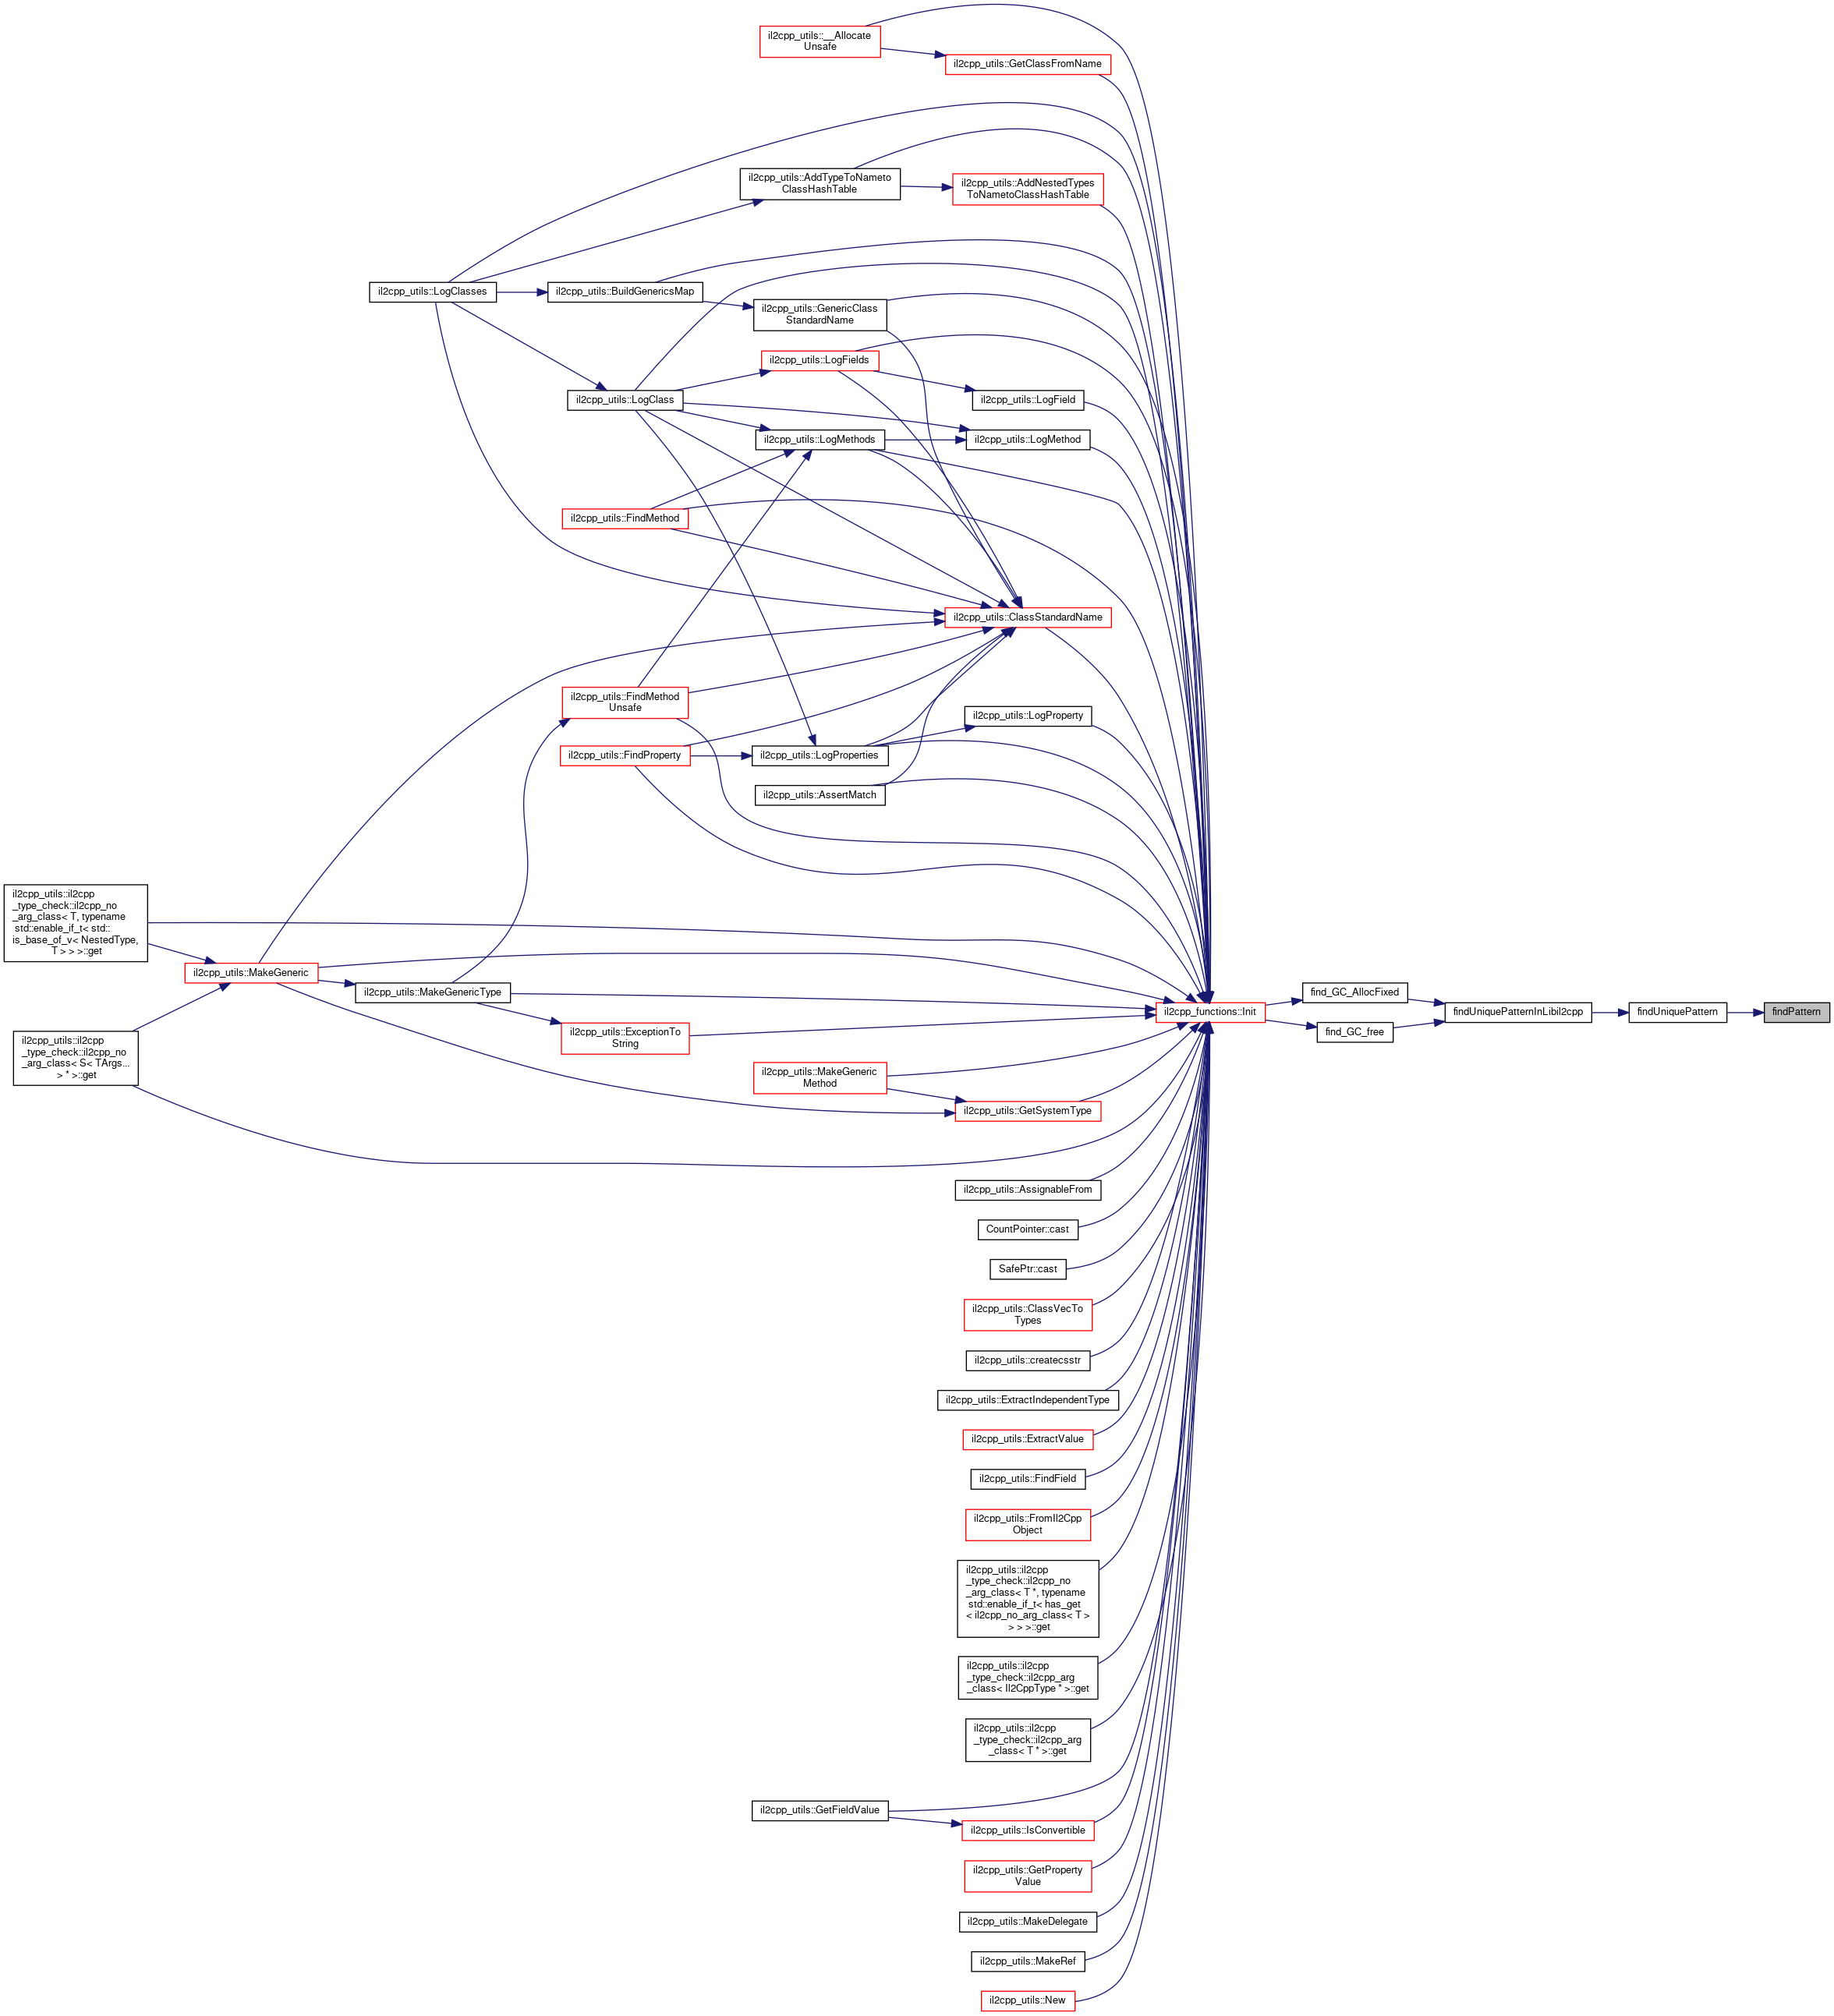 il2cpp_utils::__Allocate
Unsafe
il2cpp_utils::GetClassFromName
il2cpp_utils::AddTypeToNameto
ClassHashTable
il2cpp_utils::AddNestedTypes
ToNametoClassHashTable
il2cpp_utils::LogClasses
il2cpp_utils::BuildGenericsMap
il2cpp_utils::GenericClass
StandardName
il2cpp_utils::LogFields
il2cpp_utils::LogClass
il2cpp_utils::LogField
il2cpp_utils::LogMethods
il2cpp_utils::LogMethod
il2cpp_utils::FindMethod
il2cpp_utils::ClassStandardName
il2cpp_utils::FindMethod
Unsafe
il2cpp_utils::LogProperty
il2cpp_utils::FindProperty
il2cpp_utils::LogProperties
il2cpp_utils::AssertMatch
il2cpp_utils::il2cpp
_type_check::il2cpp_no
_arg_class< T, typename
std::enable_if_t< std::
is_base_of_v< NestedType,
T > > >::get
il2cpp_utils::MakeGeneric
il2cpp_utils::MakeGenericType
il2cpp_functions::Init
find_GC_AllocFixed
findUniquePatternInLibil2cpp
findUniquePattern
findPattern
find_GC_free
il2cpp_utils::ExceptionTo
String
il2cpp_utils::il2cpp
_type_check::il2cpp_no
_arg_class< S< TArgs...
> * >::get
il2cpp_utils::MakeGeneric
Method
il2cpp_utils::GetSystemType
il2cpp_utils::AssignableFrom
CountPointer::cast
SafePtr::cast
il2cpp_utils::ClassVecTo
Types
il2cpp_utils::createcsstr
il2cpp_utils::ExtractIndependentType
il2cpp_utils::ExtractValue
il2cpp_utils::FindField
il2cpp_utils::FromIl2Cpp
Object
il2cpp_utils::il2cpp
_type_check::il2cpp_no
_arg_class< T *, typename
std::enable_if_t< has_get
< il2cpp_no_arg_class< T >
> > >::get
il2cpp_utils::il2cpp
_type_check::il2cpp_arg
_class< Il2CppType * >::get
il2cpp_utils::il2cpp
_type_check::il2cpp_arg
_class< T * >::get
il2cpp_utils::GetFieldValue
il2cpp_utils::IsConvertible
il2cpp_utils::GetProperty
Value
il2cpp_utils::MakeDelegate
il2cpp_utils::MakeRef
il2cpp_utils::New